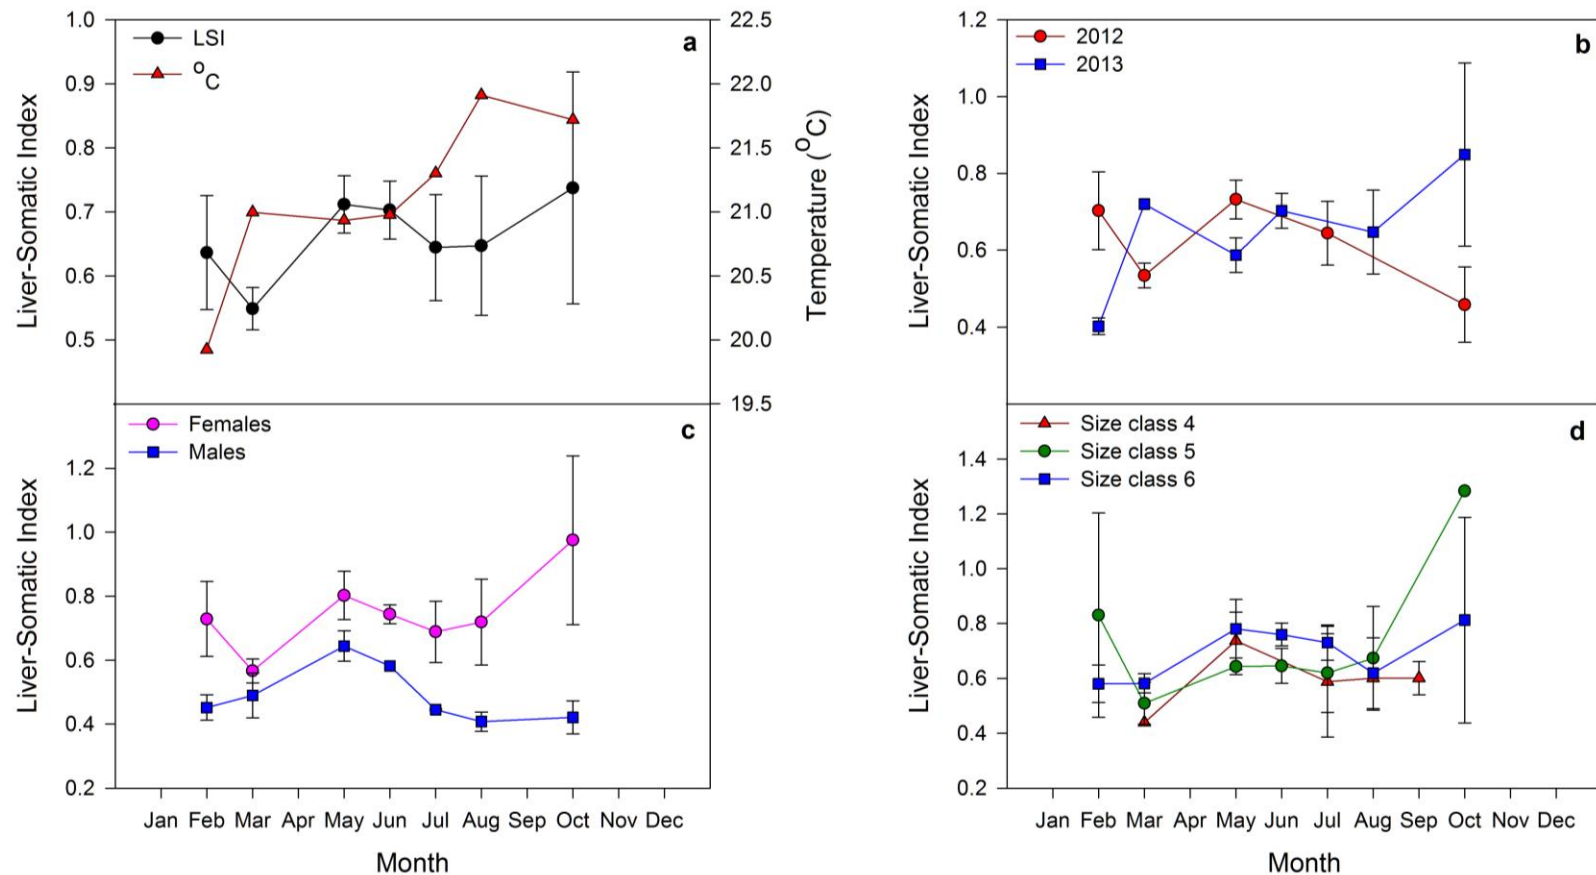 LSI
°C
a
1.0
0.9
0.8
0.7
0.6
0.5
Liver-Somatic Index
22.5
22.0
21.5
21.0
20.5
20.0
19.5
Temperature (°C)
2012
2013
b
1.2
1.0
0.8
0.6
0.4
Liver-Somatic Index
Females
Males
c
1.2
1.0
0.8
0.6
0.4
0.2
Liver-Somatic Index
Jan Feb Mar Apr May Jun Jul Aug Sep Oct Nov Dec
Month
Size class 4
Size class 5
Size class 6
d
1.4
1.2
1.0
0.8
0.6
0.4
0.2
Liver-Somatic Index
Jan Feb Mar Apr May Jun Jul Aug Sep Oct Nov Dec
Month